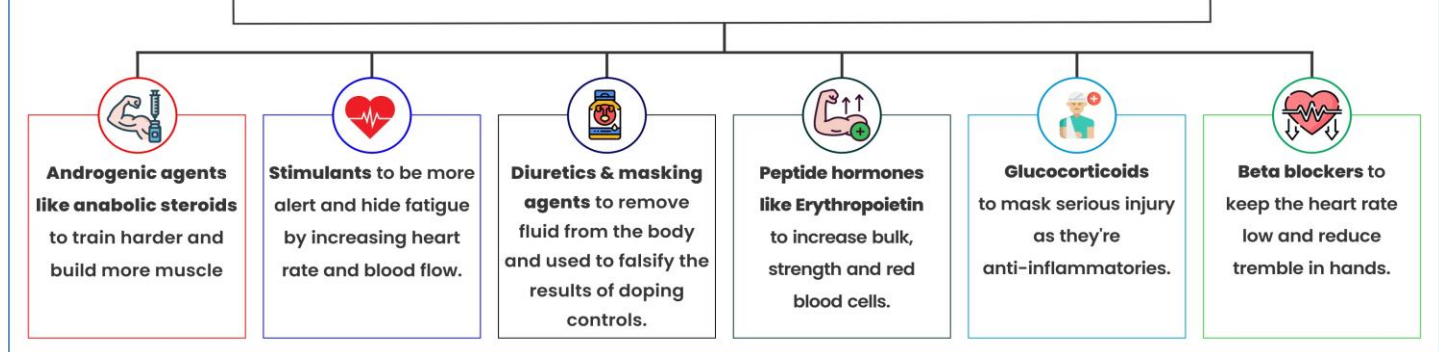 Androgenic agents
like anabolic steroids
to train harder and
build more muscle
Stimulants to be more
alert and hide fatigue
by increasing heart
rate and blood flow.
Diuretics & masking
agents to remove
fluid from the body
and used to falsify the
results of doping
controls.
Peptide hormones
like Erythropoietin
to increase bulk,
strength and red
blood cells.
Glucocorticoids
to mask serious injury
as they're
anti-inflammatories.
Beta blockers to
keep the heart rate
low and reduce
tremble in hands.